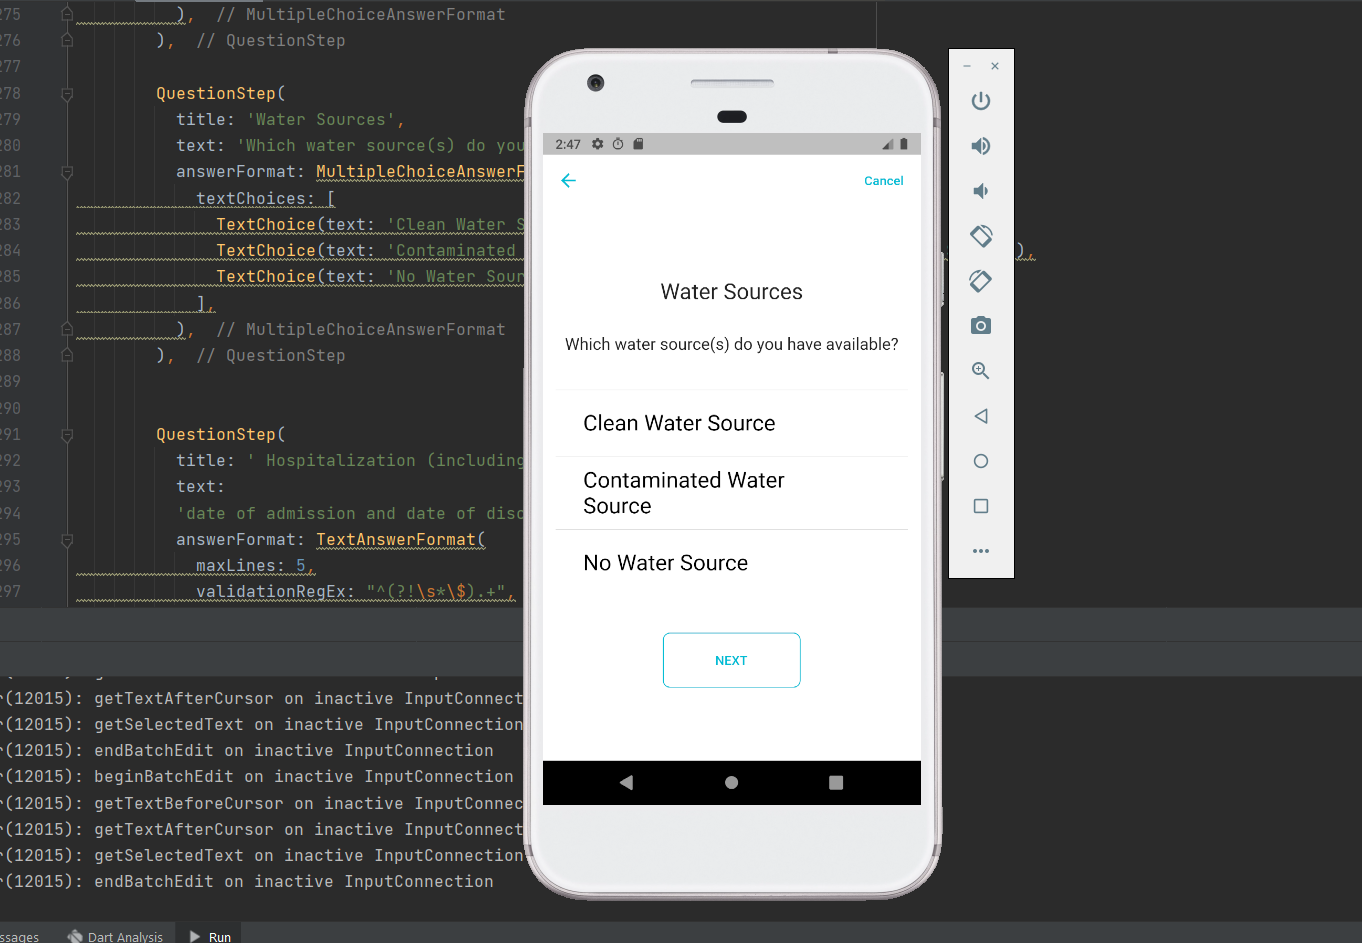 275 ),  // MultipleChoiceAnswerFormat
276 ),  // QuestionStep
277
278 QuestionStep(
279 title: 'Water Sources',
280 text: 'Which water source(s) do you
281 answerFormat: MultipleChoiceAnswerF
282 textChoices: [
283 TextChoice(text: 'Clean Water S
284 TextChoice(text: 'Contaminated ),
285 TextChoice(text: 'No Water Sour
286 ],
287 ),  // MultipleChoiceAnswerFormat
288 ),  // QuestionStep
289
290
291 QuestionStep(
292 title: ' Hospitalization (including
293 text:
294 'date of admission and date of disc
295 answerFormat: TextAnswerFormat(
296 maxLines: 5,
297 validationRegEx: "^(?!\s*\$).+",
r(12015): getTextAfterCursor on inactive InputConnect
r(12015): getSelectedText on inactive InputConnection
r(12015): endBatchEdit on inactive InputConnection
r(12015): beginBatchEdit on inactive InputConnection
r(12015): getTextBeforeCursor on inactive InputConnec
r(12015): getTextAfterCursor on inactive InputConnect
r(12015): getSelectedText on inactive InputConnection
r(12015): endBatchEdit on inactive InputConnection
ssages Dart Analysis Run
2:47
Cancel
Water Sources
Which water source(s) do you have available?
Clean Water Source
Contaminated Water
Source
No Water Source
NEXT